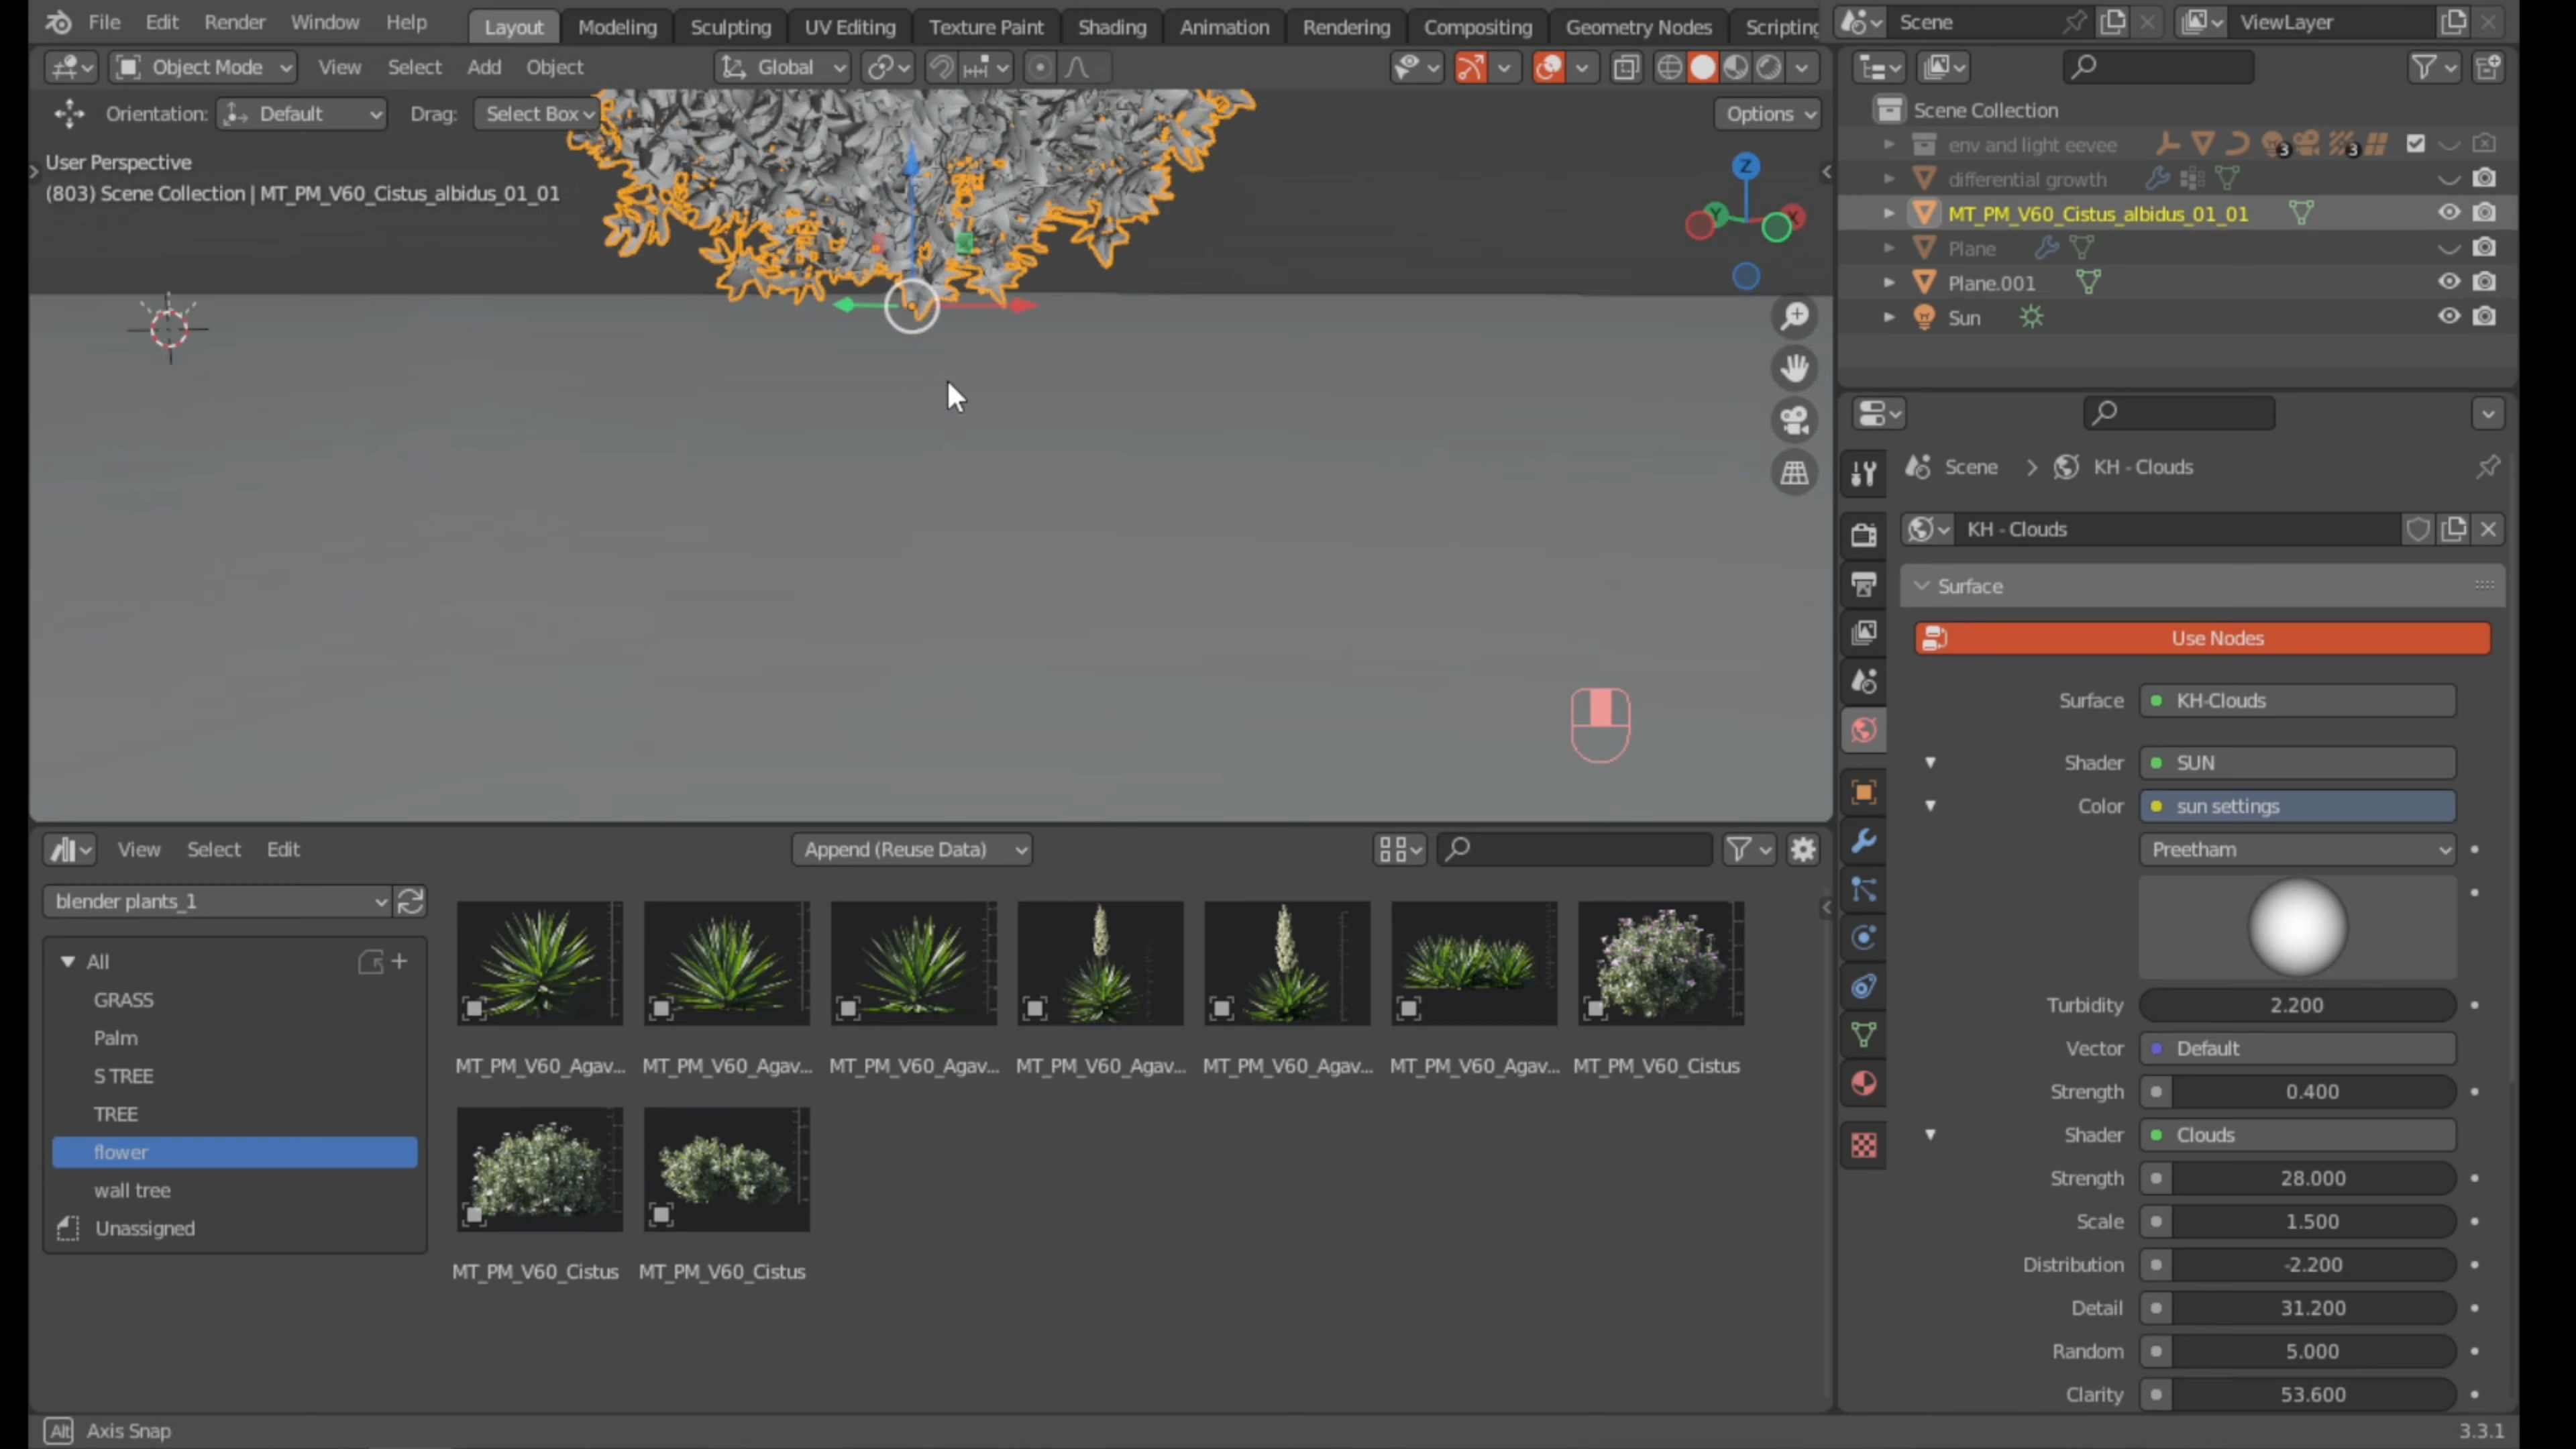 File Edit Render Window Help Layout Modeling Sculpting UV Editing Texture Paint Shading Animation Rendering Compositing Geometry Nodes Scripting
Scene ViewLayer
Object Mode View Select Add Object Global
Orientation: Default Drag: Select Box Options
User Perspective
(803) Scene Collection | MT_PM_V60_Cistus_albidus_01_01
Z
Y
X
Scene Collection
env and light eevee 3 3
differential growth
MT_PM_V60_Cistus_albidus_01_01
Plane
Plane.001
Sun
Scene > KH - Clouds
KH - Clouds
Surface
Use Nodes
Surface KH-Clouds
Shader SUN
Color sun settings
Preetham
Turbidity 2.200
Vector Default
Strength 0.400
Shader Clouds
Strength 28.000
Scale 1.500
Distribution -2.200
Detail 31.200
Random 5.000
Clarity 53.600
View Select Edit Append (Reuse Data)
blender plants_1
All
GRASS
Palm
S TREE
TREE
flower
wall tree
Unassigned
MT_PM_V60_Agav... MT_PM_V60_Agav... MT_PM_V60_Agav... MT_PM_V60_Agav... MT_PM_V60_Agav... MT_PM_V60_Agav... MT_PM_V60_Cistus
MT_PM_V60_Cistus MT_PM_V60_Cistus
Alt Axis Snap
3.3.1